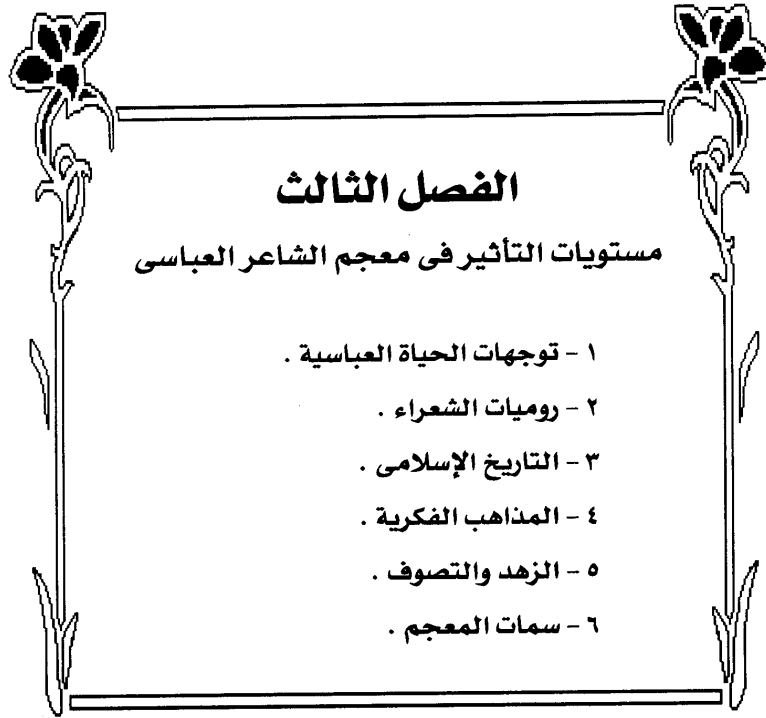 الفصل الثالث
مستويات التأثير فى معجم الشاعر العباسى
١ - توجهات الحياة العباسية .
٢ - روميات الشعراء .
٣ - التاريخ الإسلامى .
٤ - المذاهب الفكرية .
٥ - الزهد والتصوف .
٦ - سمات المعجم .